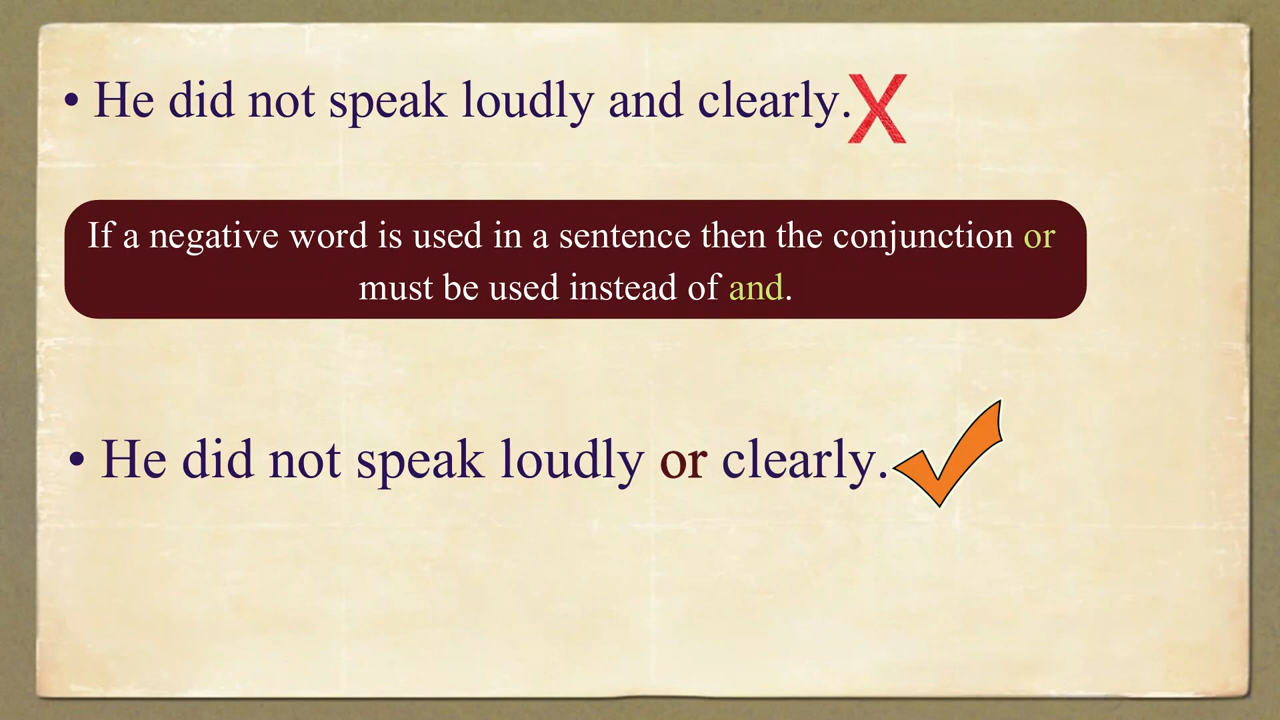 • He did not speak loudly and clearly.X
If a negative word is used in a sentence then the conjunction or
must be used instead of and.
• He did not speak loudly or clearly.